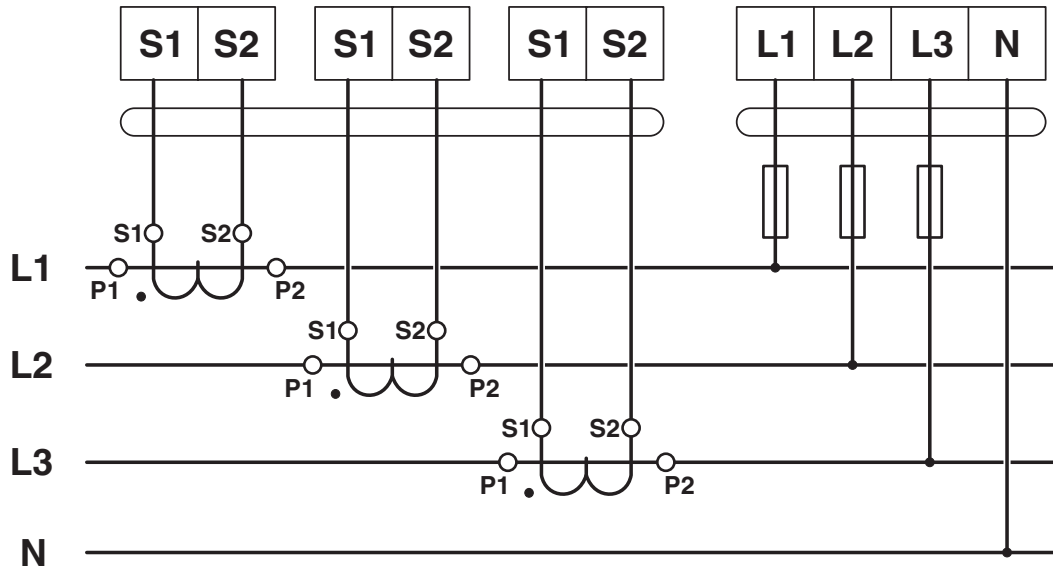 S1 S2 S1 S2 S1 S2 L1 L2 L3 N
S1 S2
L1
P1 P2
S1 S2
L2
P1 P2
S1 S2
L3
P1 P2
N